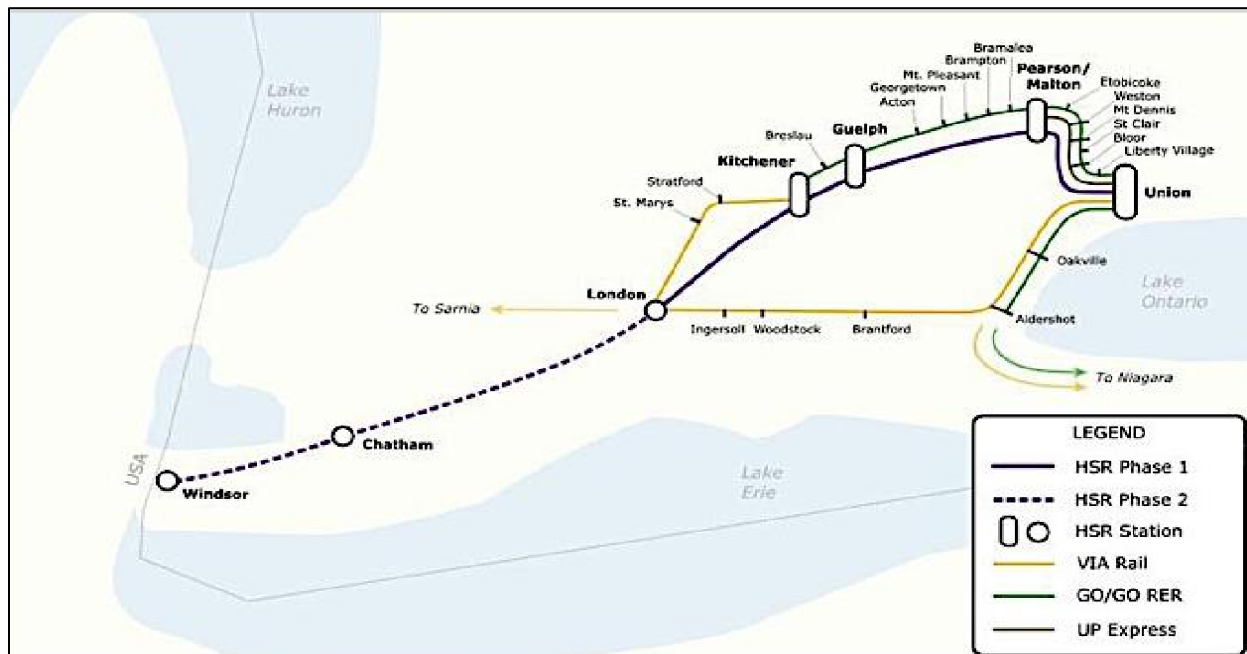 Lake
Huron
Bramalea
Brampton
Mt. Pleasant
Georgetown
Acton
Pearson/
Malton
Etobicoke
Weston
Mt Dennis
St Clair
Bloor
Liberty Village
Breslau
Guelph
Kitchener
Stratford
St. Marys
Union
Oakville
Lake
Ontario
London
To Sarnia
Ingersoll
Woodstock
Brantford
Aldershot
To Niagara
Chatham
USA
Windsor
Lake
Erie
LEGEND
HSR Phase 1
HSR Phase 2
HSR Station
VIA Rail
GO/GO RER
UP Express